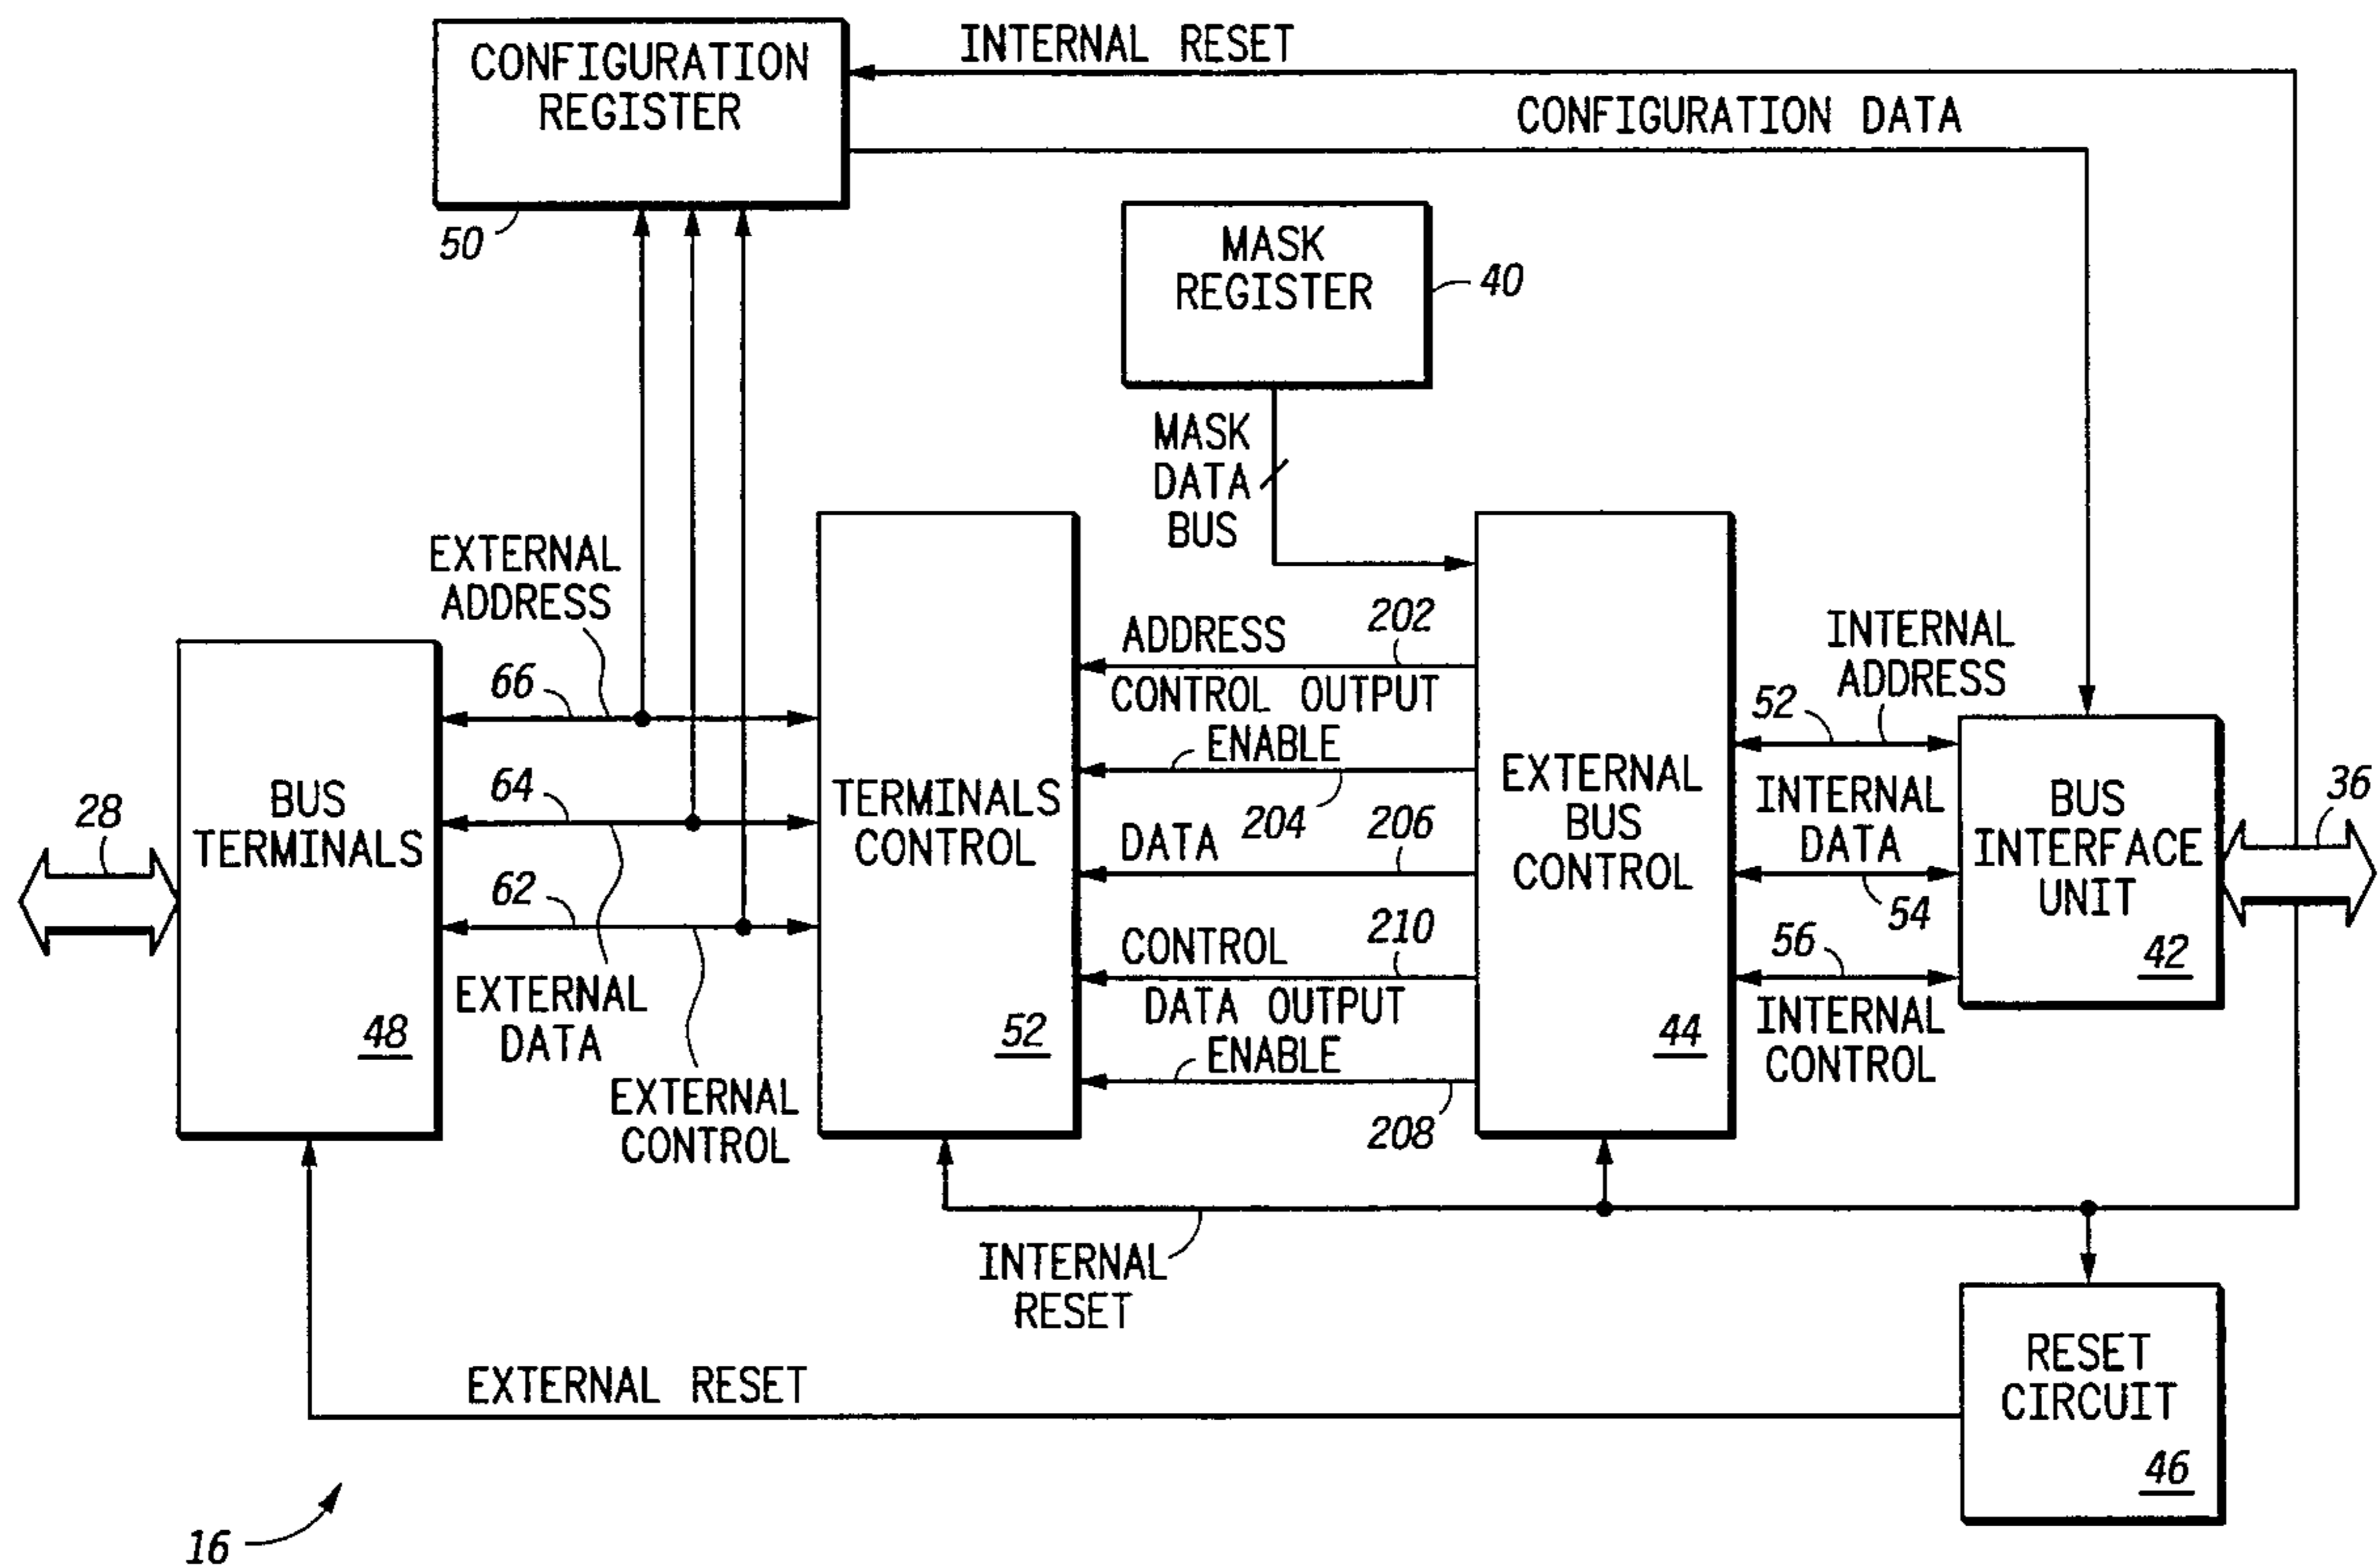 CONFIGURATION
REGISTER
50
INTERNAL RESET
CONFIGURATION DATA
MASK
REGISTER
40
MASK
DATA
BUS
EXTERNAL
ADDRESS
66
64
62
EXTERNAL
DATA
EXTERNAL
CONTROL
28
BUS
TERMINALS
48
TERMINALS
CONTROL
52
ADDRESS
202
CONTROL OUTPUT
ENABLE
204
DATA
206
CONTROL
210
DATA OUTPUT
ENABLE
208
EXTERNAL
BUS
CONTROL
44
INTERNAL
ADDRESS
52
INTERNAL
DATA
54
56
INTERNAL
CONTROL
BUS
INTERFACE
UNIT
42
36
INTERNAL
RESET
EXTERNAL RESET
RESET
CIRCUIT
46
16